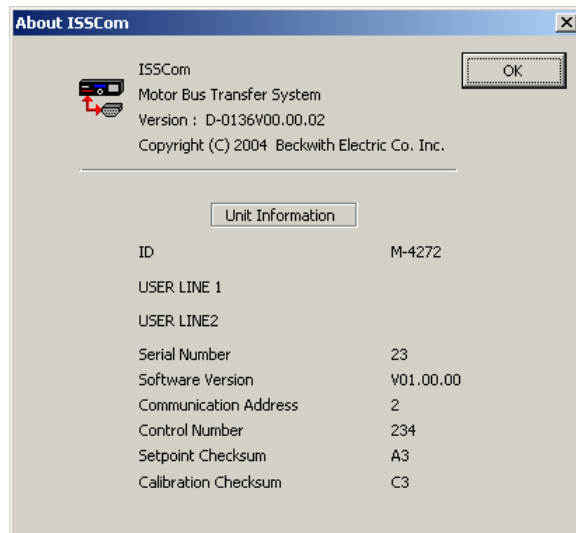 About ISSCom
ISSCom
OK
Motor Bus Transfer System
Version : D-0136V00.00.02
Copyright (C) 2004 Beckwith Electric Co. Inc.
Unit Information
ID M-4272
USER LINE 1
USER LINE2
Serial Number 23
Software Version V01.00.00
Communication Address 2
Control Number 234
Setpoint Checksum A3
Calibration Checksum C3